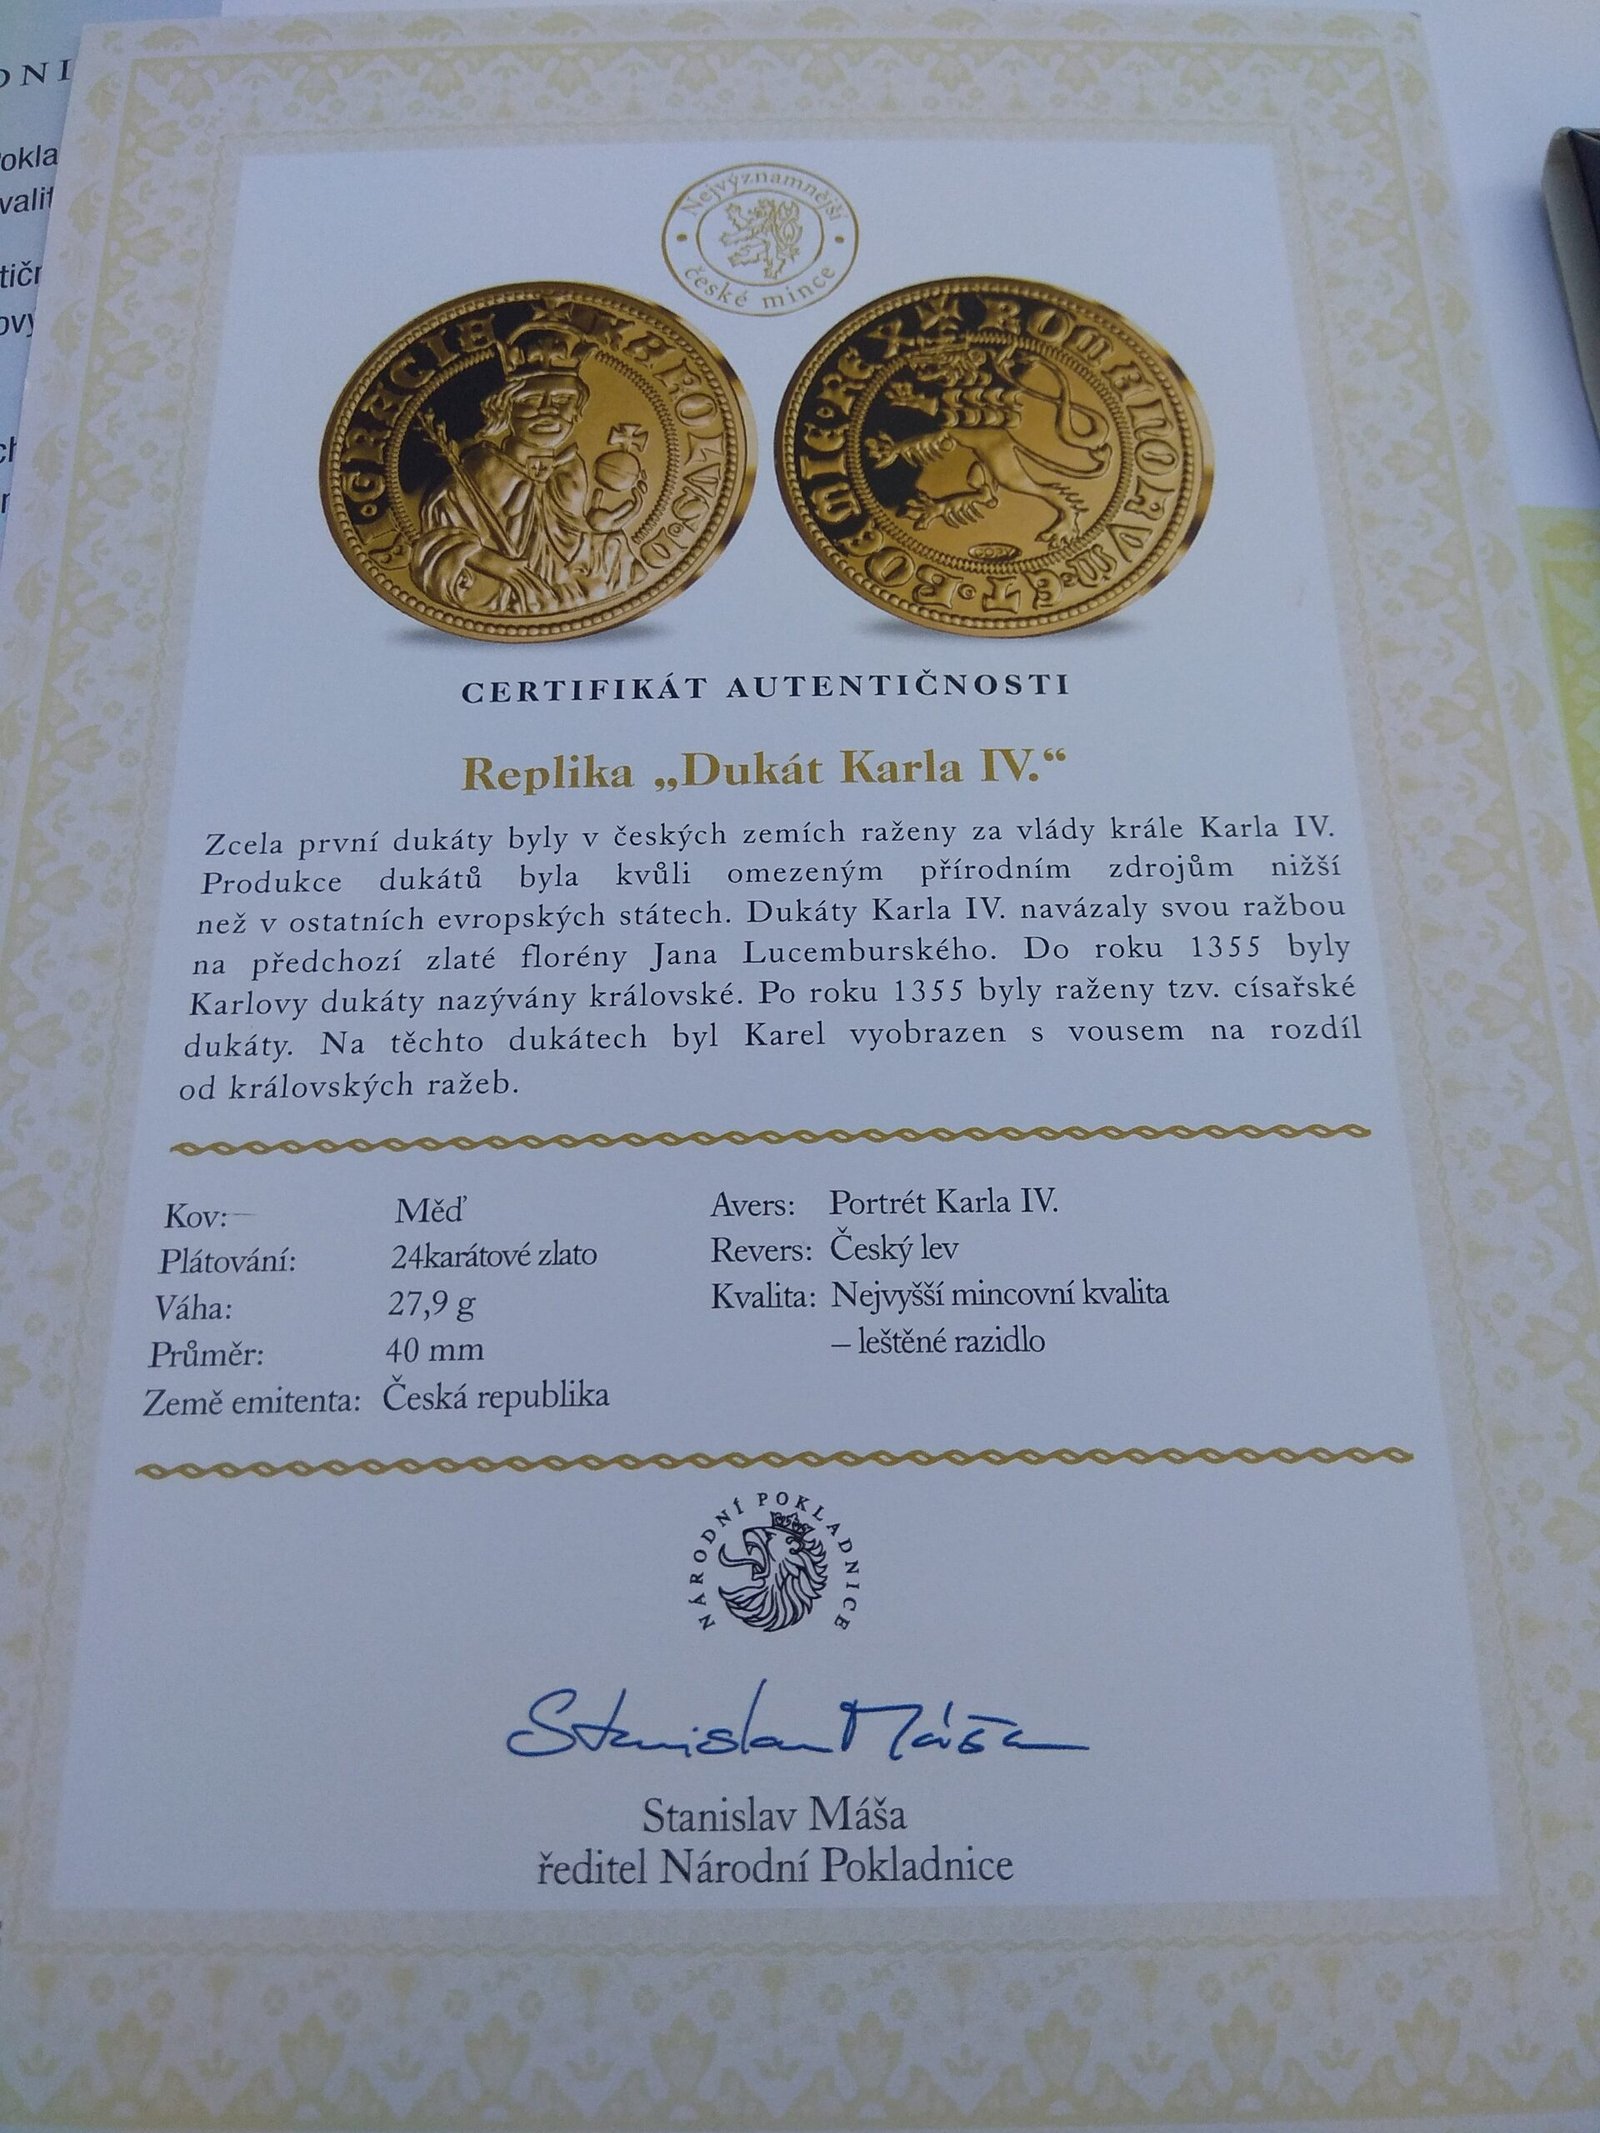 DNI
Nejvýznamnější
české mince
COPY
CERTIFIKÁT AUTENTIČNOSTI
Replika „Dukát Karla IV.“
Zcela první dukáty byly v českých zemích raženy za vlády krále Karla IV.
Produkce dukátů byla kvůli omezeným přírodním zdrojům nižší
než v ostatních evropských státech. Dukáty Karla IV. navázaly svou ražbou
na předchozí zlaté florény Jana Lucemburského. Do roku 1355 byly
Karlovy dukáty nazývány královské. Po roku 1355 byly raženy tzv. císařské
dukáty. Na těchto dukátech byl Karel vyobrazen s vousem na rozdíl
od královských ražeb.
Kov: Měď
Plátování: 24karátové zlato
Váha: 27,9 g
Průměr: 40 mm
Země emitenta: Česká republika
Avers: Portrét Karla IV.
Revers: Český lev
Kvalita: Nejvyšší mincovní kvalita
– leštěné razidlo
NÁRODNÍ POKLADNICE
Stanislav Máša
Stanislav Máša
ředitel Národní Pokladnice